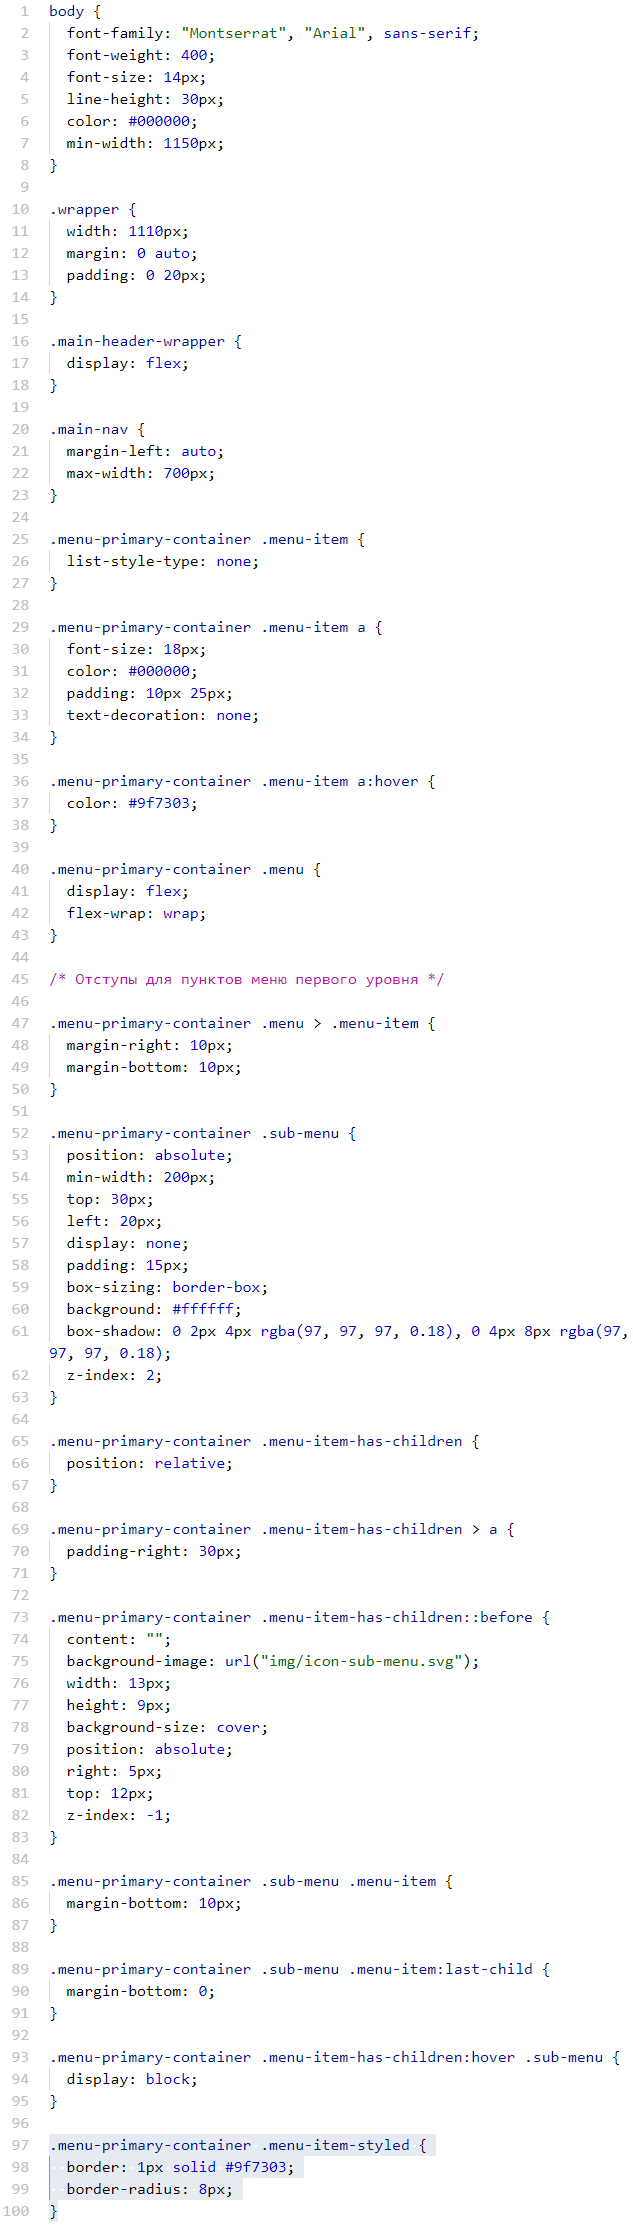 1 body {
2 font-family: "Montserrat", "Arial", sans-serif;
3 font-weight: 400;
4 font-size: 14px;
5 line-height: 30px;
6 color: #000000;
7 min-width: 1150px;
8 }
9
10 .wrapper {
11 width: 1110px;
12 margin: 0 auto;
13 padding: 0 20px;
14 }
15
16 .main-header-wrapper {
17 display: flex;
18 }
19
20 .main-nav {
21 margin-left: auto;
22 max-width: 700px;
23 }
24
25 .menu-primary-container .menu-item {
26 list-style-type: none;
27 }
28
29 .menu-primary-container .menu-item a {
30 font-size: 18px;
31 color: #000000;
32 padding: 10px 25px;
33 text-decoration: none;
34 }
35
36 .menu-primary-container .menu-item a:hover {
37 color: #9f7303;
38 }
39
40 .menu-primary-container .menu {
41 display: flex;
42 flex-wrap: wrap;
43 }
44
45 /* Отступы для пунктов меню первого уровня */
46
47 .menu-primary-container .menu > .menu-item {
48 margin-right: 10px;
49 margin-bottom: 10px;
50 }
51
52 .menu-primary-container .sub-menu {
53 position: absolute;
54 min-width: 200px;
55 top: 30px;
56 left: 20px;
57 display: none;
58 padding: 15px;
59 box-sizing: border-box;
60 background: #ffffff;
61 box-shadow: 0 2px 4px rgba(97, 97, 97, 0.18), 0 4px 8px rgba(97,
97, 97, 0.18);
62 z-index: 2;
63 }
64
65 .menu-primary-container .menu-item-has-children {
66 position: relative;
67 }
68
69 .menu-primary-container .menu-item-has-children > a {
70 padding-right: 30px;
71 }
72
73 .menu-primary-container .menu-item-has-children::before {
74 content: "";
75 background-image: url("img/icon-sub-menu.svg");
76 width: 13px;
77 height: 9px;
78 background-size: cover;
79 position: absolute;
80 right: 5px;
81 top: 12px;
82 z-index: -1;
83 }
84
85 .menu-primary-container .sub-menu .menu-item {
86 margin-bottom: 10px;
87 }
88
89 .menu-primary-container .sub-menu .menu-item:last-child {
90 margin-bottom: 0;
91 }
92
93 .menu-primary-container .menu-item-has-children:hover .sub-menu {
94 display: block;
95 }
96
97 .menu-primary-container .menu-item-styled {
98 border: 1px solid #9f7303;
99 border-radius: 8px;
100 }